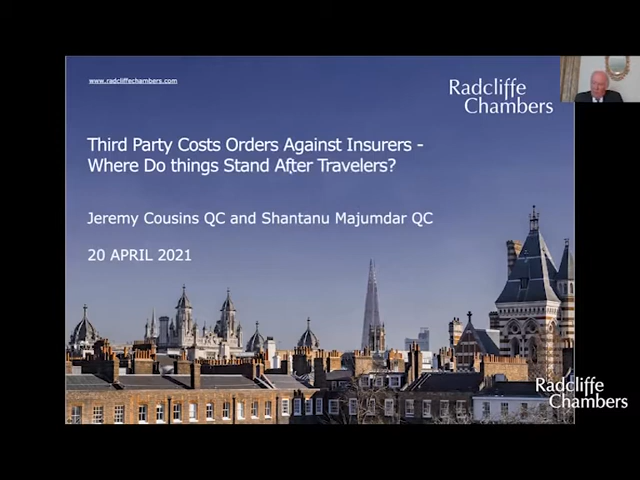 www.radcliffechambers.com
Radcliffe
Chambers
Third Party Costs Orders Against Insurers -
Where Do things Stand After Travelers?
Jeremy Cousins QC and Shantanu Majumdar QC
20 APRIL 2021
Radcliffe
Chambers